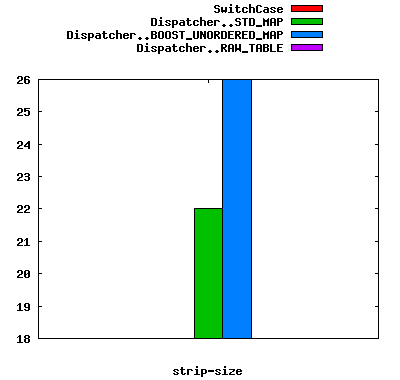 SwitchCase
Dispatcher..STD_MAP
Dispatcher..BOOST_UNORDERED_MAP
Dispatcher..RAW_TABLE
26
25
24
23
22
21
20
19
18
strip-size